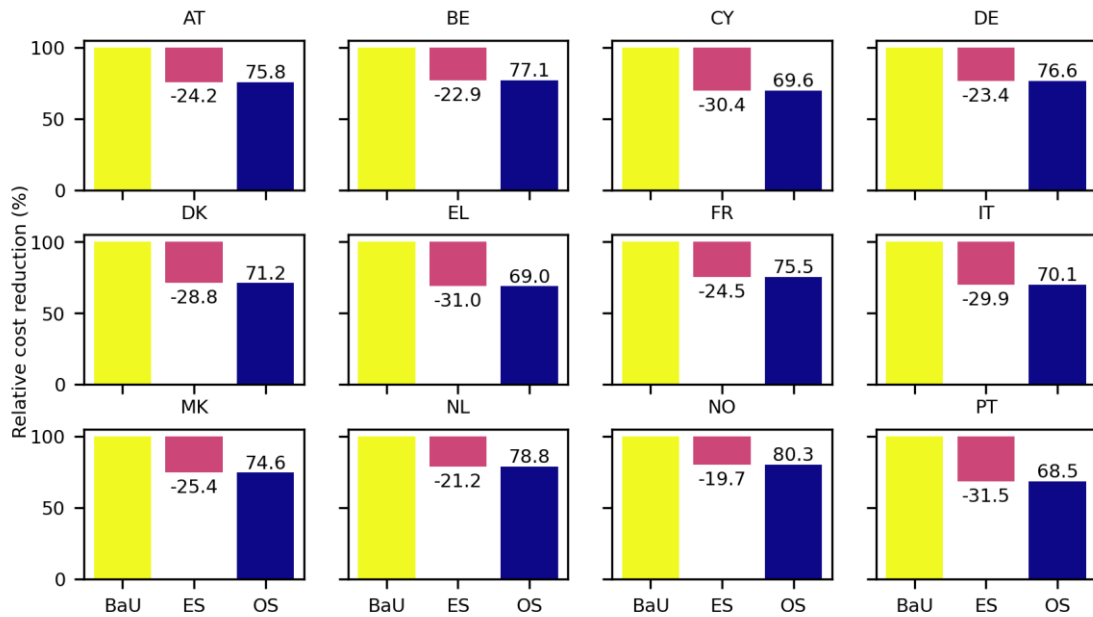 AT BE CY DE
100 75.8 77.1 69.6 76.6
-24.2 -22.9 -30.4 -23.4
50
0
Relative cost reduction (%)
DK EL FR IT
100 71.2 69.0 75.5 70.1
-28.8 -31.0 -24.5 -29.9
50
0
MK NL NO PT
100 74.6 78.8 80.3 68.5
-25.4 -21.2 -19.7 -31.5
50
0
BaU ES OS BaU ES OS BaU ES OS BaU ES OS